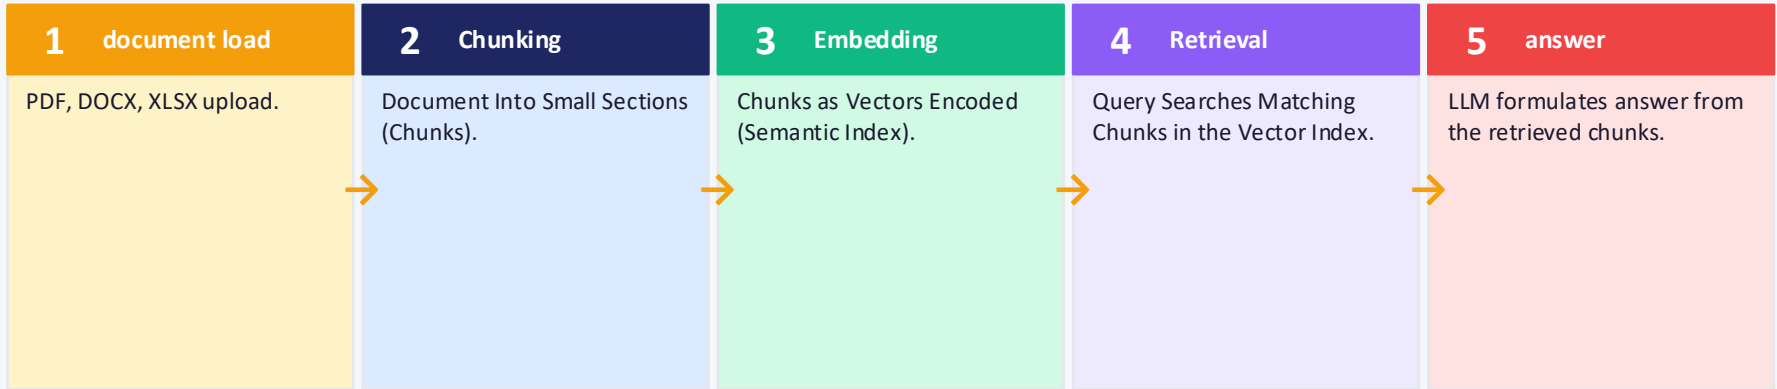 1 document load
PDF, DOCX, XLSX upload.
2 Chunking
Document Into Small Sections
(Chunks).
3 Embedding
Chunks as Vectors Encoded
(Semantic Index).
4 Retrieval
Query Searches Matching
Chunks in the Vector Index.
5 answer
LLM formulates answer from
the retrieved chunks.